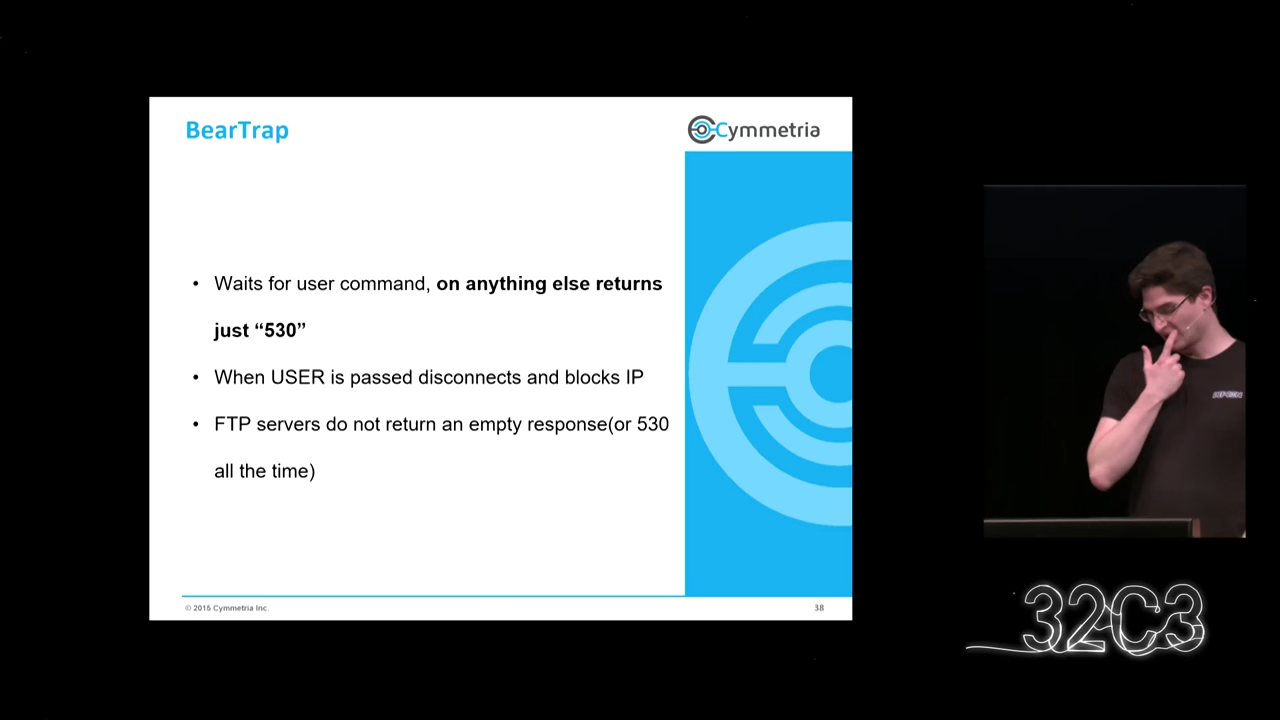 BearTrap
Cymmetria
• Waits for user command, on anything else returns
just “530”
• When USER is passed disconnects and blocks IP
• FTP servers do not return an empty response(or 530
all the time)
© 2015 Cymmetria Inc.
38
32C3